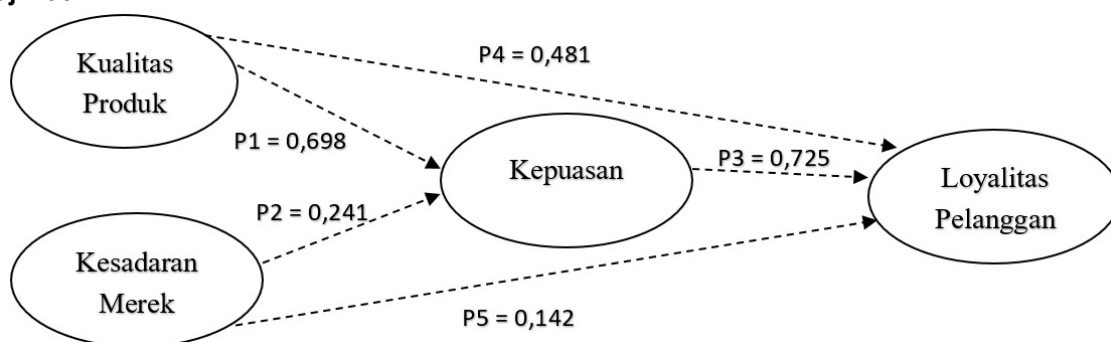 Kualitas
Produk
P4 = 0,481
P1 = 0,698
Kepuasan
P3 = 0,725
Loyalitas
Pelanggan
P2 = 0,241
Kesadaran
Merek
P5 = 0,142